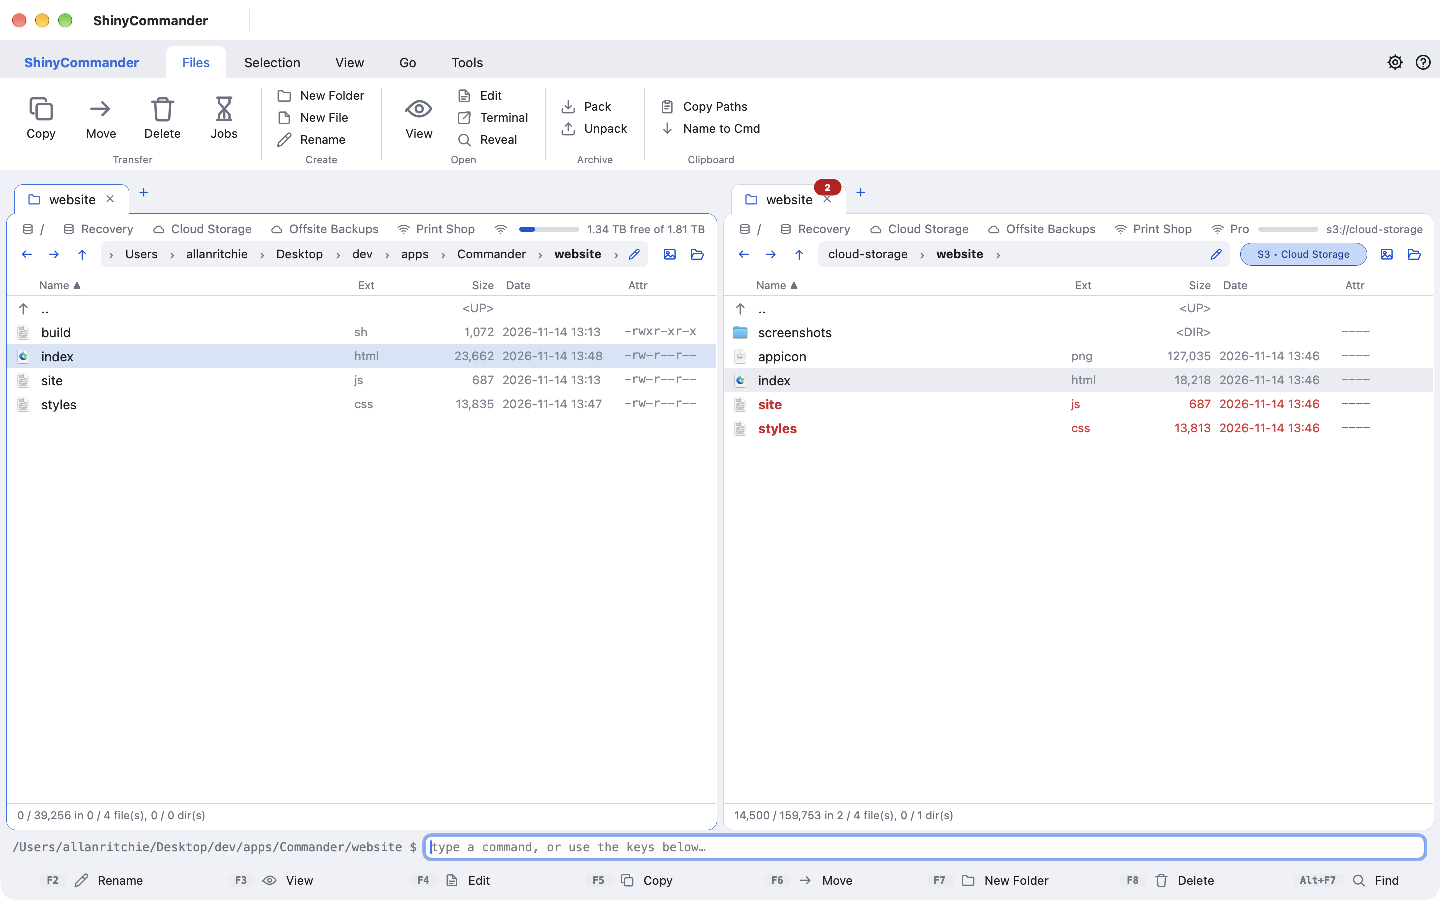 ShinyCommander
ShinyCommander Files Selection View Go Tools
Copy Move Delete Jobs
Transfer
New Folder
New File
Rename
Create
View
Edit
Terminal
Reveal
Open
Pack
Unpack
Archive
Copy Paths
Name to Cmd
Clipboard
website × +
/ Recovery Cloud Storage Offsite Backups Print Shop 1.34 TB free of 1.81 TB
› Users › allanritchie › Desktop › dev › apps › Commander › website ›
Name ▲ Ext Size Date Attr
.. <UP>
build sh 1,072 2026-11-14 13:13 -rwxr-xr-x
index html 23,662 2026-11-14 13:48 -rw-r--r--
site js 687 2026-11-14 13:13 -rw-r--r--
styles css 13,835 2026-11-14 13:47 -rw-r--r--
0 / 39,256 in 0 / 4 file(s), 0 / 0 dir(s)
website 2 × +
/ Recovery Cloud Storage Offsite Backups Print Shop Pro s3://cloud-storage
cloud-storage › website › S3 • Cloud Storage
Name ▲ Ext Size Date Attr
.. <UP>
screenshots <DIR> ----
appicon png 127,035 2026-11-14 13:46 ----
index html 18,218 2026-11-14 13:46 ----
site js 687 2026-11-14 13:46 ----
styles css 13,813 2026-11-14 13:46 ----
14,500 / 159,753 in 2 / 4 file(s), 0 / 1 dir(s)
/Users/allanritchie/Desktop/dev/apps/Commander/website $ type a command, or use the keys below…
F2 Rename F3 View F4 Edit F5 Copy F6 Move F7 New Folder F8 Delete Alt+F7 Find